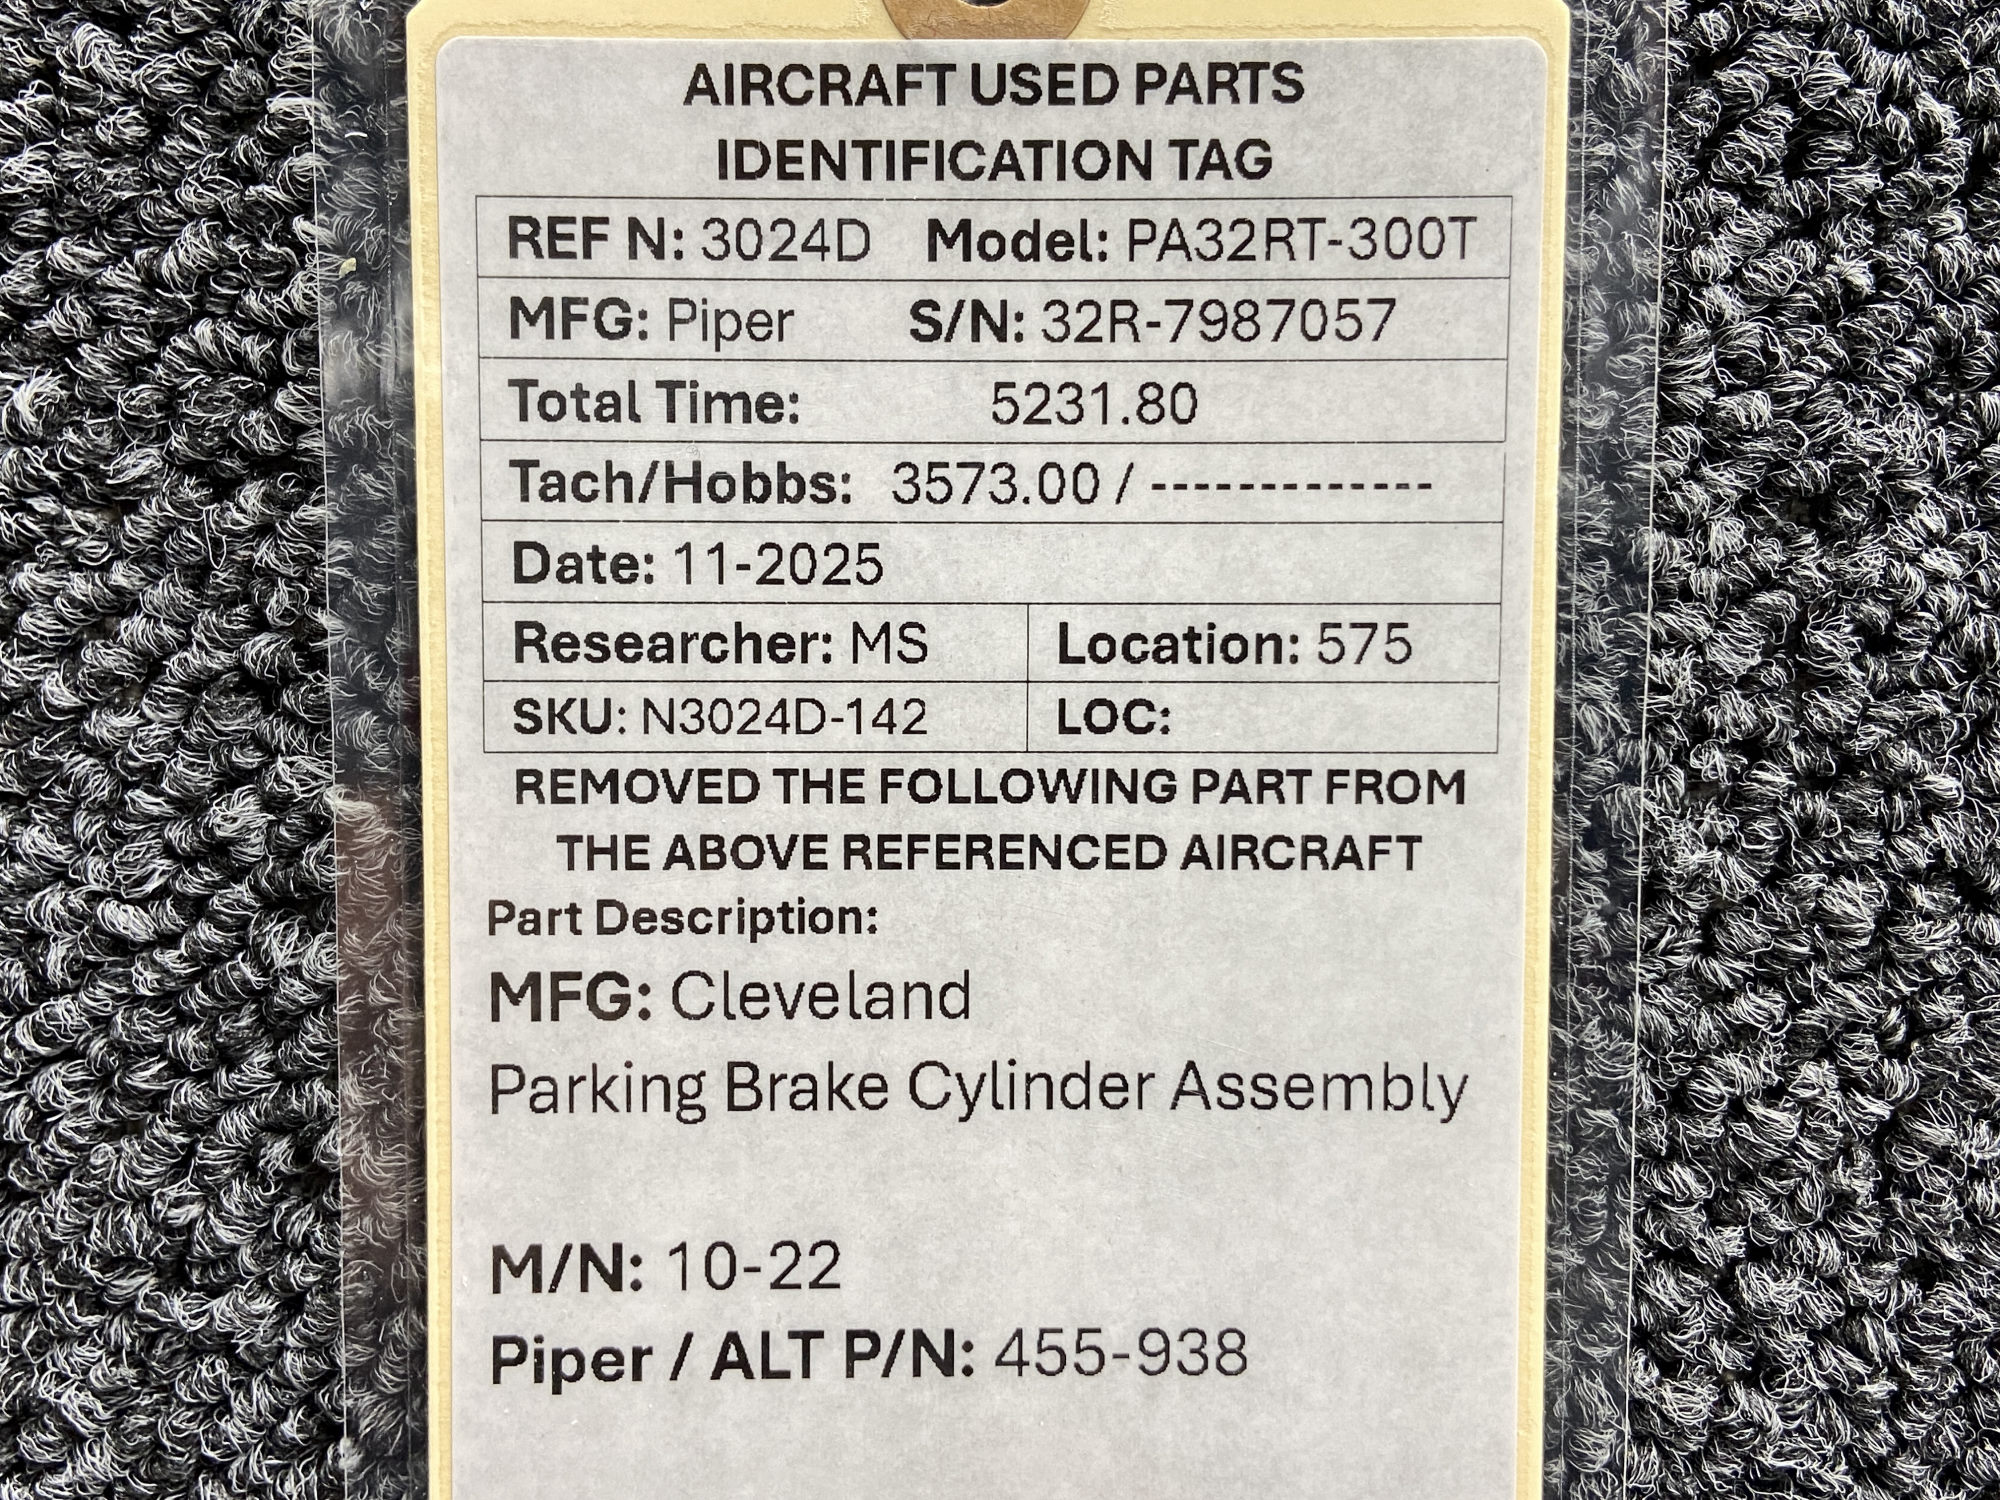 AIRCRAFT USED PARTS
IDENTIFICATION TAG
REF N: 3024D Model: PA32RT-300T
MFG: Piper S/N: 32R-7987057
Total Time: 5231.80
Tach/Hobbs: 3573.00 / -------------
Date: 11-2025
Researcher: MS Location: 575
SKU: N3024D-142 LOC:
REMOVED THE FOLLOWING PART FROM
THE ABOVE REFERENCED AIRCRAFT
Part Description:
MFG: Cleveland
Parking Brake Cylinder Assembly
M/N: 10-22
Piper / ALT P/N: 455-938